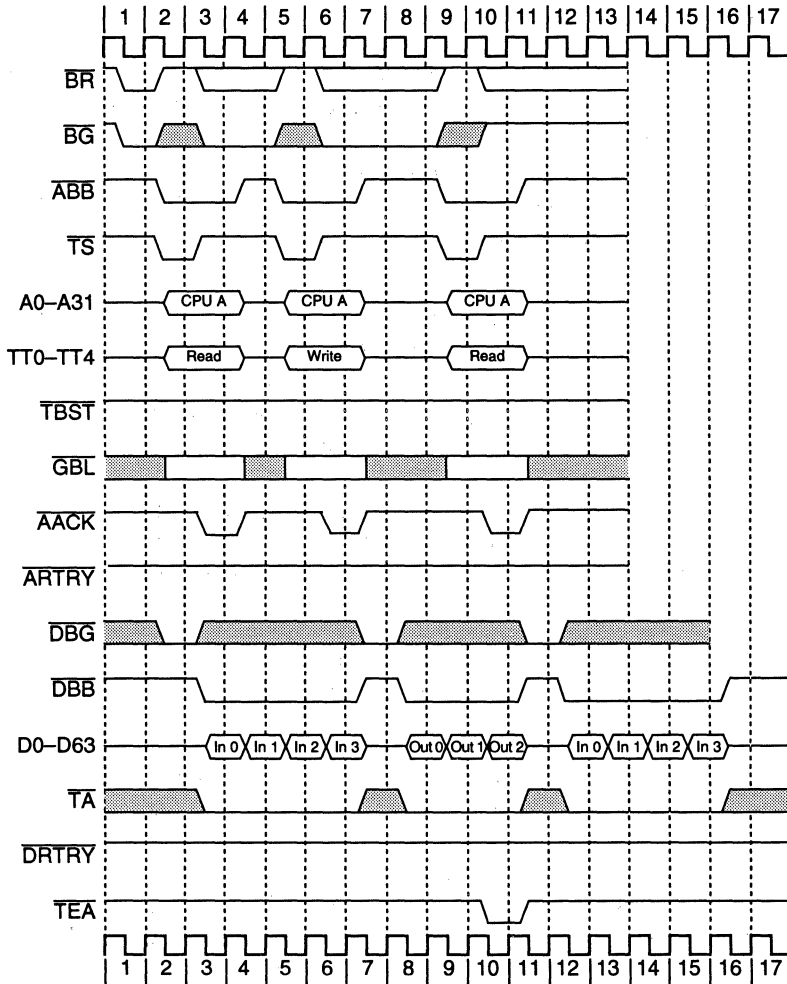 1 2 3 4 5 6 7 8 9 10 11 12 13 14 15 16 17
BR
BG
ABB
TS
A0–A31 CPU A CPU A CPU A
TT0–TT4 Read Write Read
TBST
GBL
AACK
ARTRY
DBG
DBB
D0–D63 In 0 In 1 In 2 In 3 Out 0 Out 1 Out 2 In 0 In 1 In 2 In 3
TA
DRTRY
TEA
1 2 3 4 5 6 7 8 9 10 11 12 13 14 15 16 17